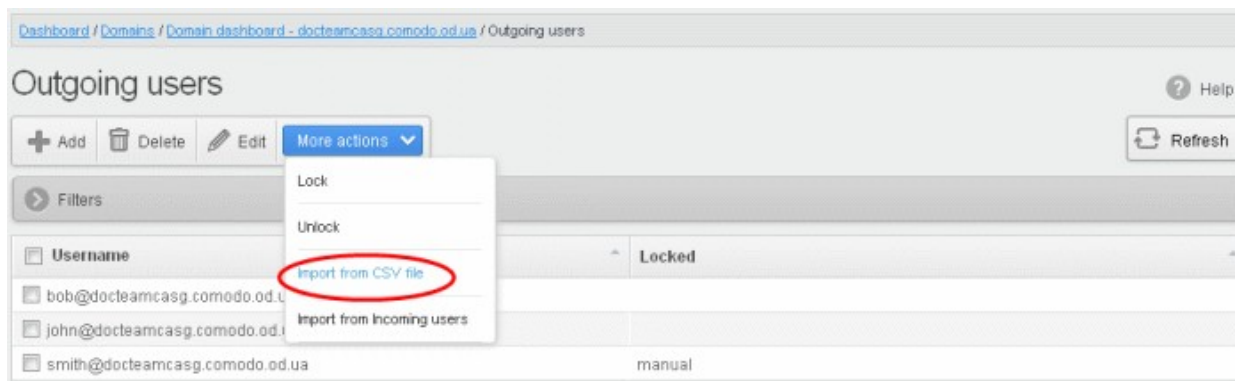 Dashboard / Domains / Domain dashboard - docteamcasg.comodo.od.ua / Outgoing users
Outgoing users
Help
Add Delete Edit More actions
Refresh
Lock
Filters
Unlock
Username Locked
Import from CSV file
bob@docteamcasg.comodo.od.u
Import from Incoming users
john@docteamcasg.comodo.od.
smith@docteamcasg.comodo.od.ua manual